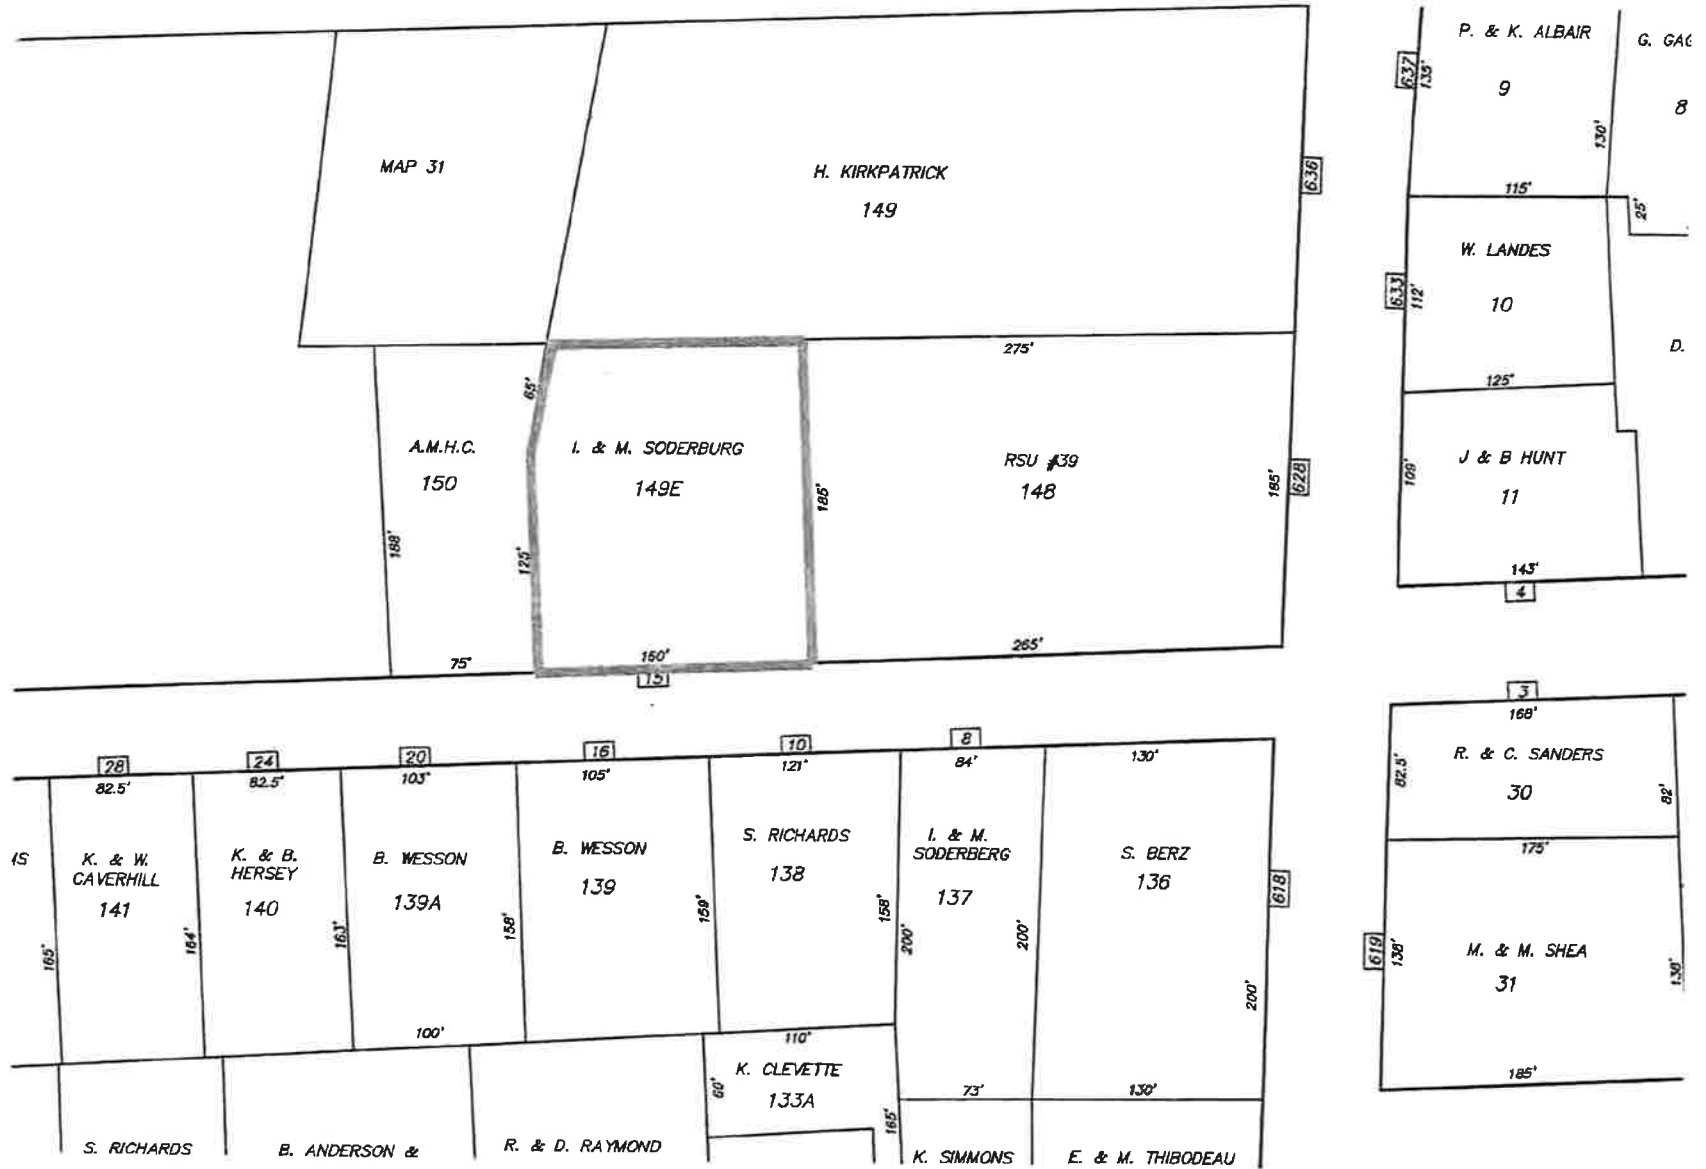 P. & K. ALBAIR
9
637
135'
130'
115'
G. GAG
8
25'
MAP 31
H. KIRKPATRICK
149
636
W. LANDES
10
633
112'
125'
D.
275'
65'
A.M.H.C.
150
188'
75'
I. & M. SODERBURG
149E
125'
185'
160'
15
RSU #39
148
185'
628
265'
J & B HUNT
11
109'
143'
4
3
168'
R. & C. SANDERS
30
82.5'
82'
175'
M. & M. SHEA
31
619
138'
138'
185'
28
82.5'
K. & W.
CAVERHILL
141
165'
164'
24
82.5'
K. & B.
HERSEY
140
163'
20
103'
B. WESSON
139A
158'
100'
16
105'
B. WESSON
139
159'
10
121'
S. RICHARDS
138
158'
110'
8
84'
I. & M.
SODERBERG
137
200'
200'
73'
130'
S. BERZ
136
618
200'
130'
K. CLEVETTE
133A
60'
165'
S. RICHARDS
B. ANDERSON &
R. & D. RAYMOND
K. SIMMONS
E. & M. THIBODEAU